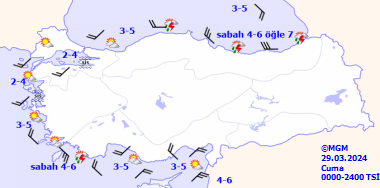 3-5
3-5
sabah 4-6 öğle 7
2-4
2-4
3-5
sabah 4-6
3-5
3-5
4-6
©MGM
29.03.2024
Cuma
0000-2400 TSİ